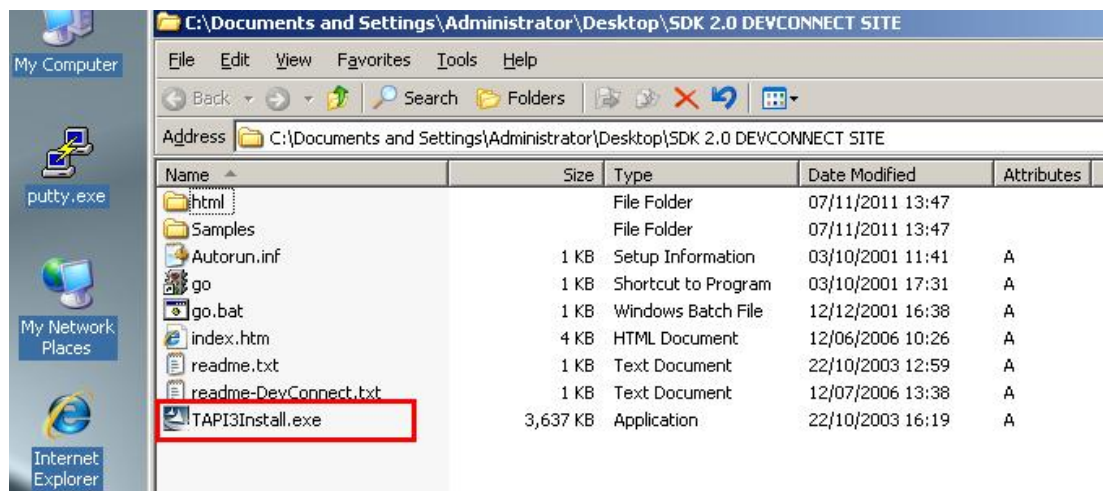 C:\Documents and Settings\Administrator\Desktop\SDK 2.0 DEVCONNECT SITE
My Computer
File Edit View Favorites Tools Help
Back Search Folders
Address C:\Documents and Settings\Administrator\Desktop\SDK 2.0 DEVCONNECT SITE
putty.exe
My Network
Places
Internet
Explorer
Name Size Type Date Modified Attributes
html File Folder 07/11/2011 13:47
Samples File Folder 07/11/2011 13:47
Autorun.inf 1 KB Setup Information 03/10/2001 11:41 A
go 1 KB Shortcut to Program 03/10/2001 17:31 A
go.bat 1 KB Windows Batch File 12/12/2001 16:38 A
index.htm 4 KB HTML Document 12/06/2006 10:26 A
readme.txt 1 KB Text Document 22/10/2003 12:59 A
readme-DevConnect.txt 1 KB Text Document 12/07/2006 13:38 A
TAPI3Install.exe 3,637 KB Application 22/10/2003 16:19 A